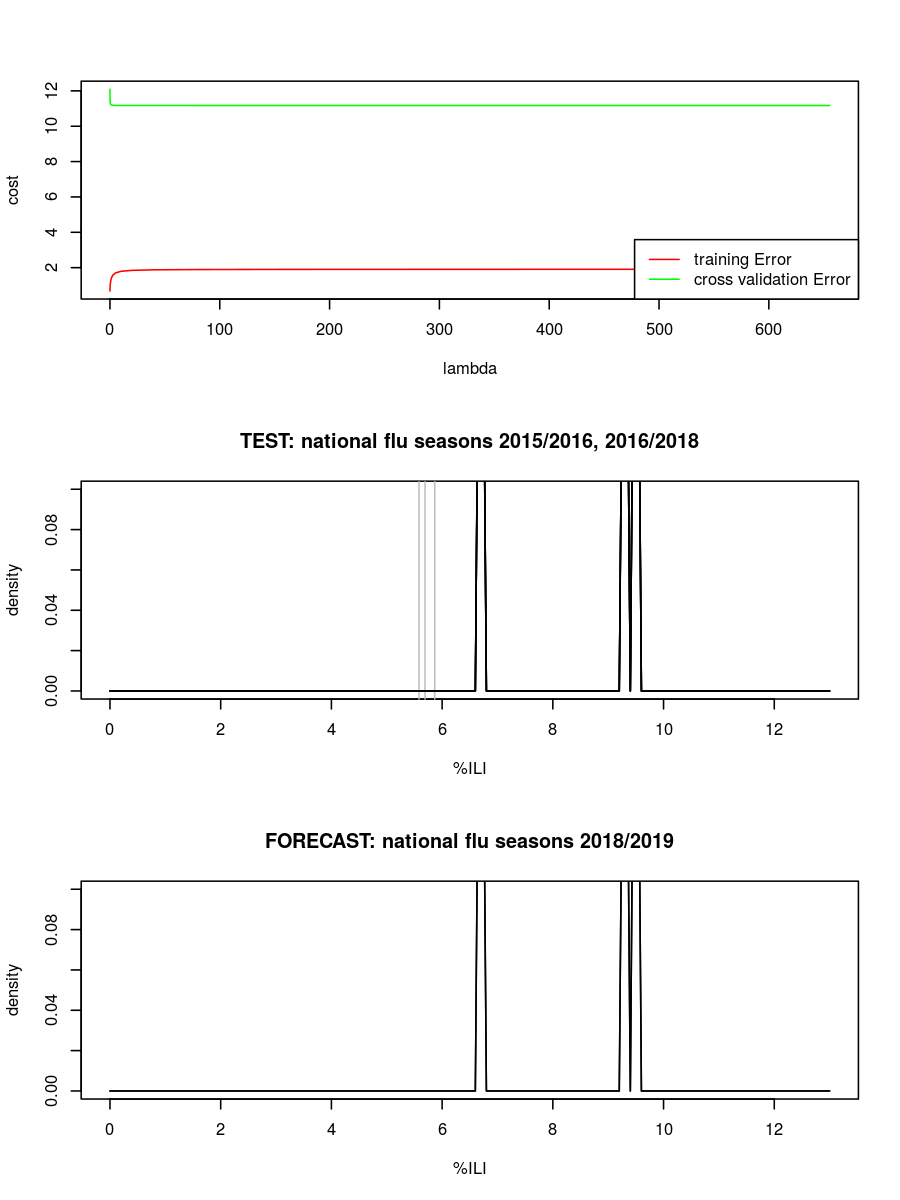 12
10
8
6
4
2
cost
training Error
cross validation Error
0 100 200 300 400 500 600
lambda
TEST: national flu seasons 2015/2016, 2016/2018
0.08
0.04
0.00
density
0 2 4 6 8 10 12
%ILI
FORECAST: national flu seasons 2018/2019
0.08
0.04
0.00
density
0 2 4 6 8 10 12
%ILI